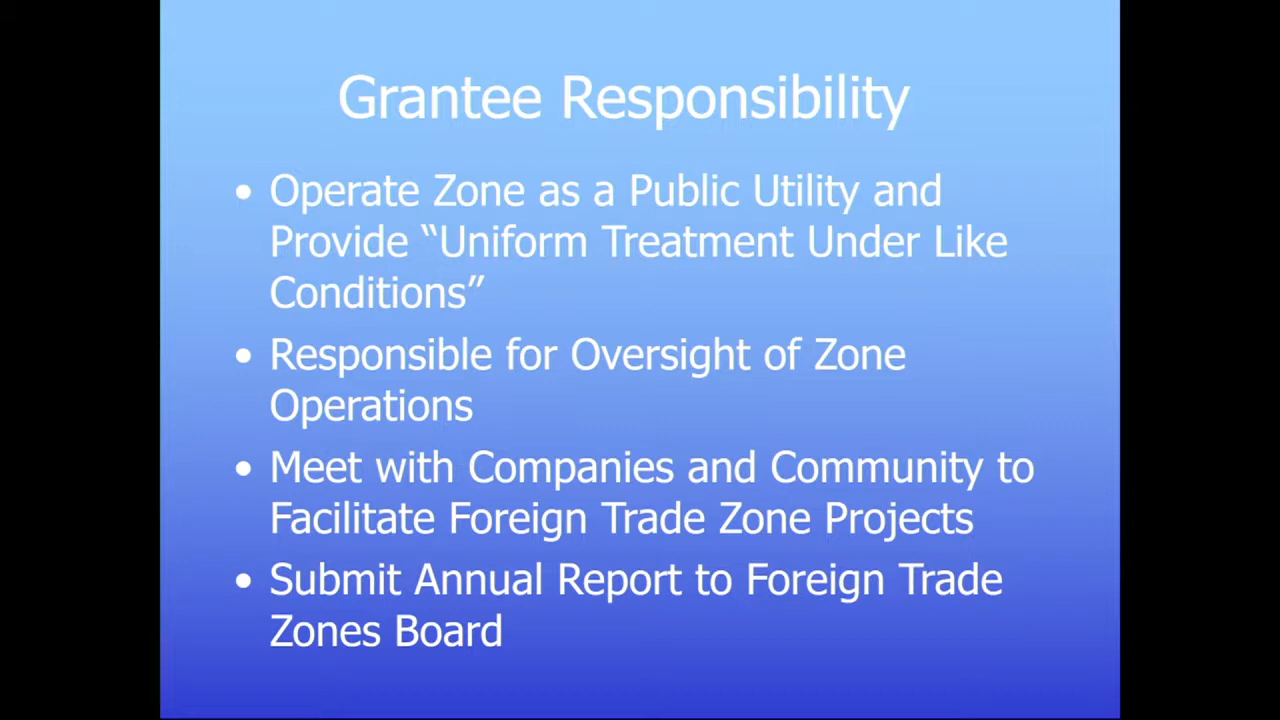 Grantee Responsibility
• Operate Zone as a Public Utility and
Provide “Uniform Treatment Under Like
Conditions”
• Responsible for Oversight of Zone
Operations
• Meet with Companies and Community to
Facilitate Foreign Trade Zone Projects
• Submit Annual Report to Foreign Trade
Zones Board